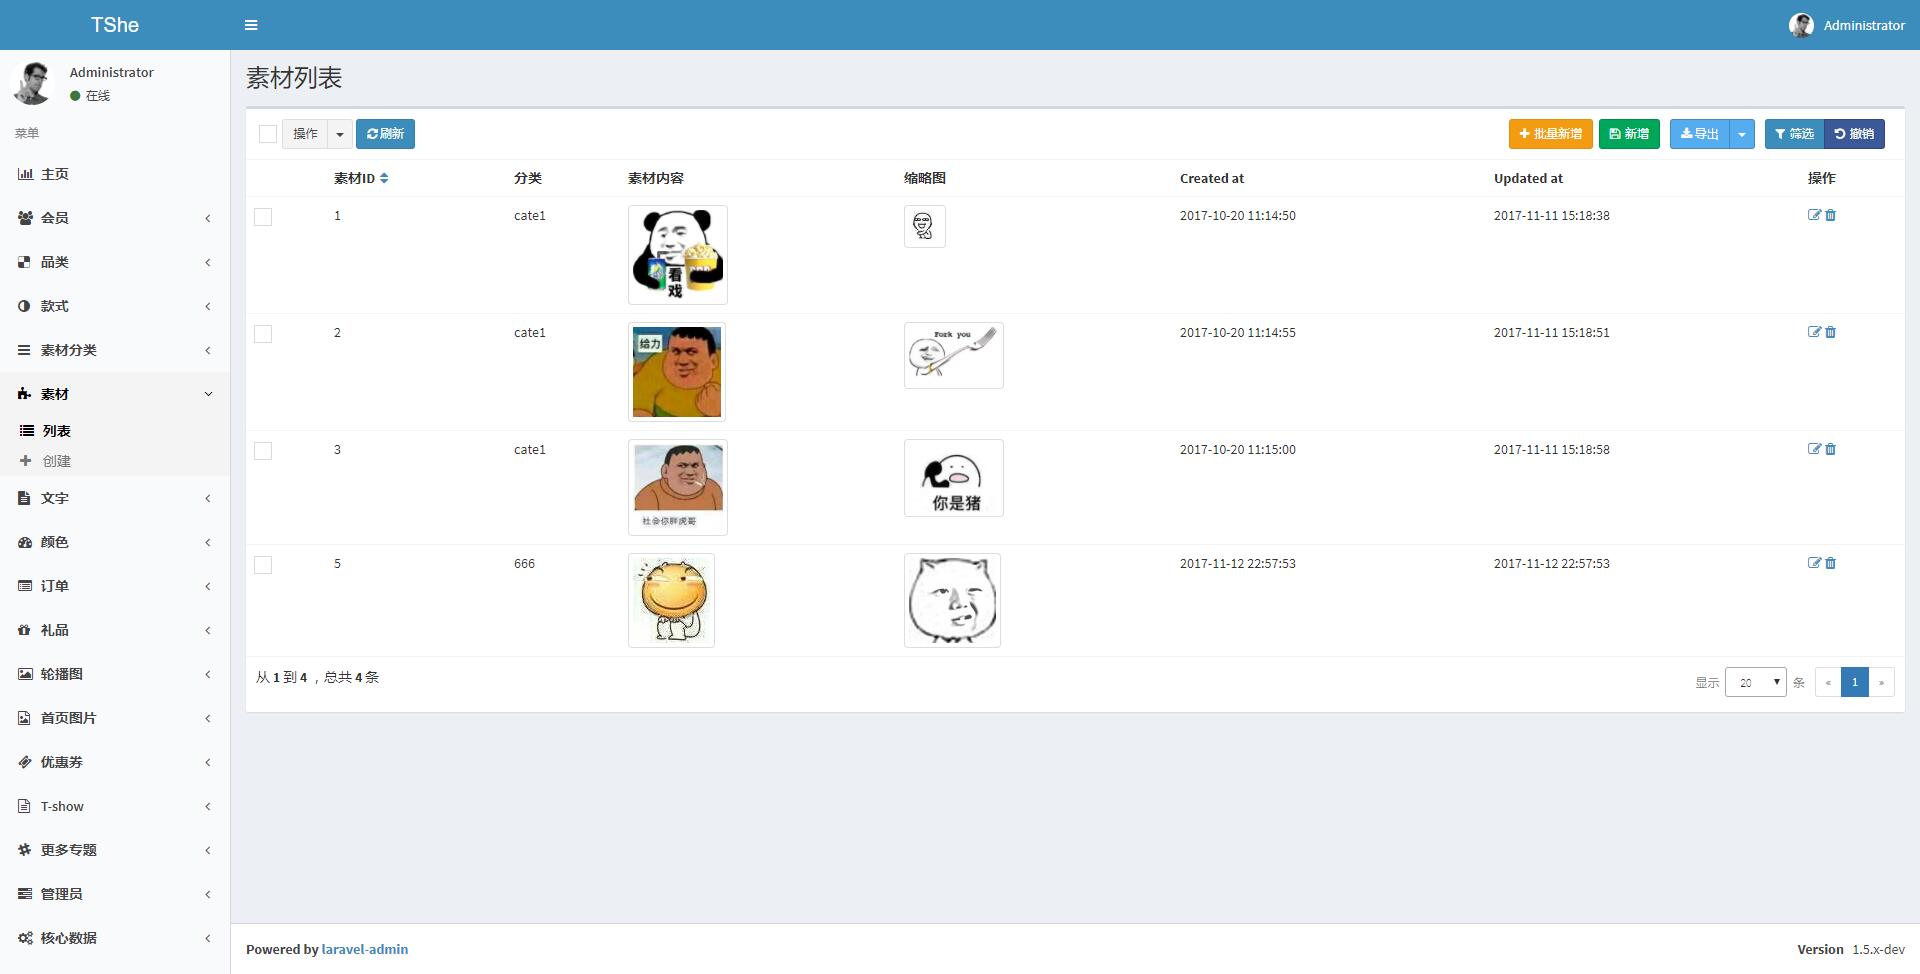 TShe
Administrator
Administrator
在线
菜单
主页
会员
品类
款式
素材分类
素材
列表
创建
文字
颜色
订单
礼品
轮播图
首页图片
优惠券
T-show
更多专题
管理员
核心数据
素材列表
操作 刷新 批量新增 新增 导出 筛选 撤销
素材ID 分类 素材内容 缩略图 Created at Updated at 操作
1 cate1 2017-10-20 11:14:50 2017-11-11 15:18:38
看
戏
2 cate1 2017-10-20 11:14:55 2017-11-11 15:18:51
给力
Fork you
3 cate1 2017-10-20 11:15:00 2017-11-11 15:18:58
社会你胖虎哥
你是猪
5 666 2017-11-12 22:57:53 2017-11-12 22:57:53
从 1 到 4 ，总共 4 条
显示 20 条 « 1 »
Powered by laravel-admin
Version 1.5.x-dev